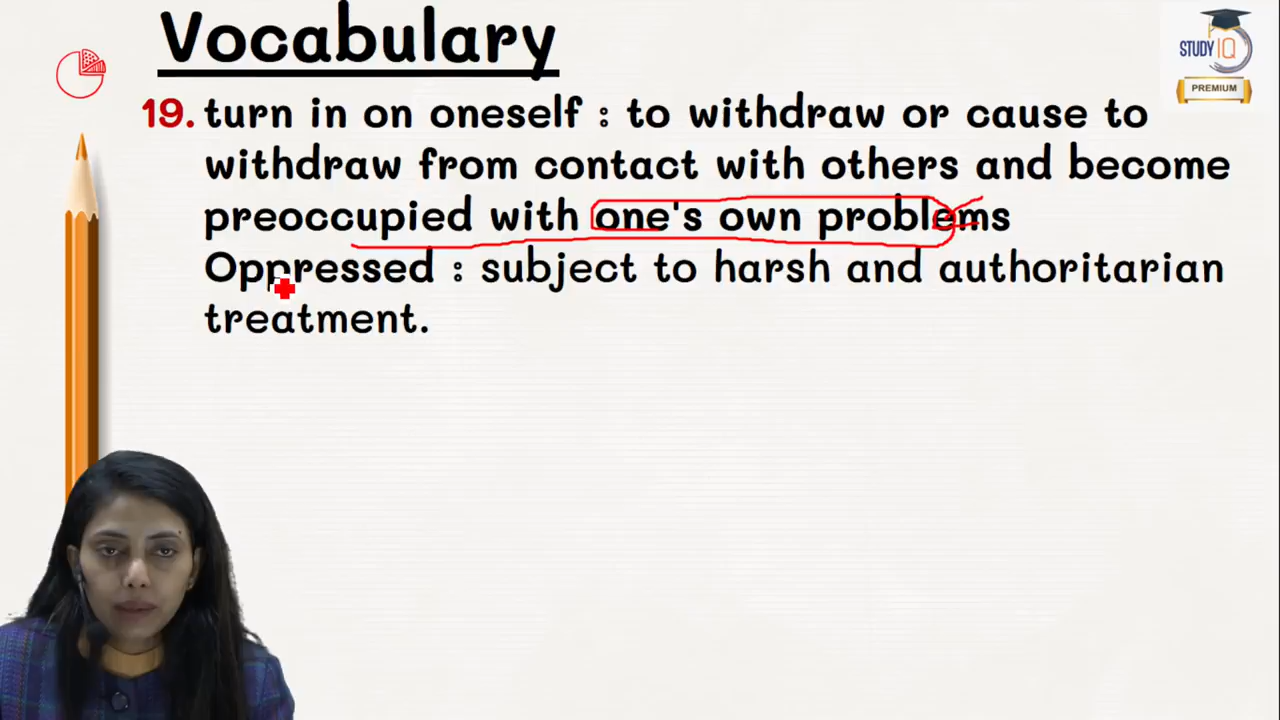 Vocabulary
STUDY IQ
PREMIUM
19. turn in on oneself : to withdraw or cause to
withdraw from contact with others and become
preoccupied with one's own problems
Oppressed : subject to harsh and authoritarian
treatment.